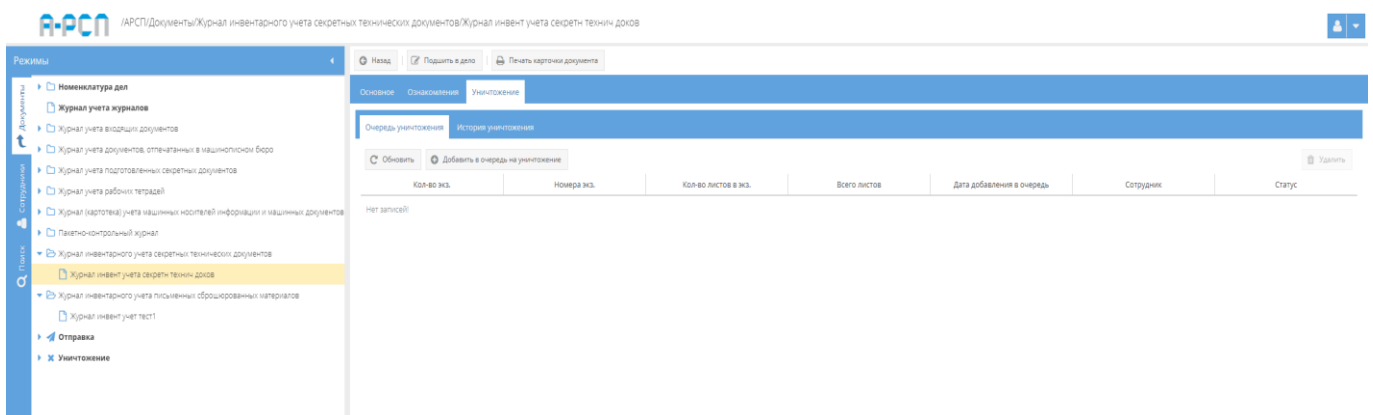 А-РСП /АРСП/Документы/Журнал инвентарного учета секретных технических документов/Журнал инвент учета секретн технич доков
Режимы
Документы
Сотрудники
Поиск
Номенклатура дел
Журнал учета журналов
Журнал учета входящих документов
Журнал учета документов, отпечатанных в машинописном бюро
Журнал учета подготовленных секретных документов
Журнал учета рабочих тетрадей
Журнал (картотека) учета машинных носителей информации и машинных документов
Пакетно-контрольный журнал
Журнал инвентарного учета секретных технических документов
Журнал инвент учета секретн технич доков
Журнал инвентарного учета письменных сброшюрованных материалов
Журнал инвент учет тест1
Отправка
Уничтожение
Назад Подшить в дело Печать карточки документа
Основное Ознакомления Уничтожение
Очередь уничтожения История уничтожения
Обновить Добавить в очередь на уничтожение Удалить
Кол-во экз. Номера экз. Кол-во листов в экз. Всего листов Дата добавления в очередь Сотрудник Статус
Нет записей!